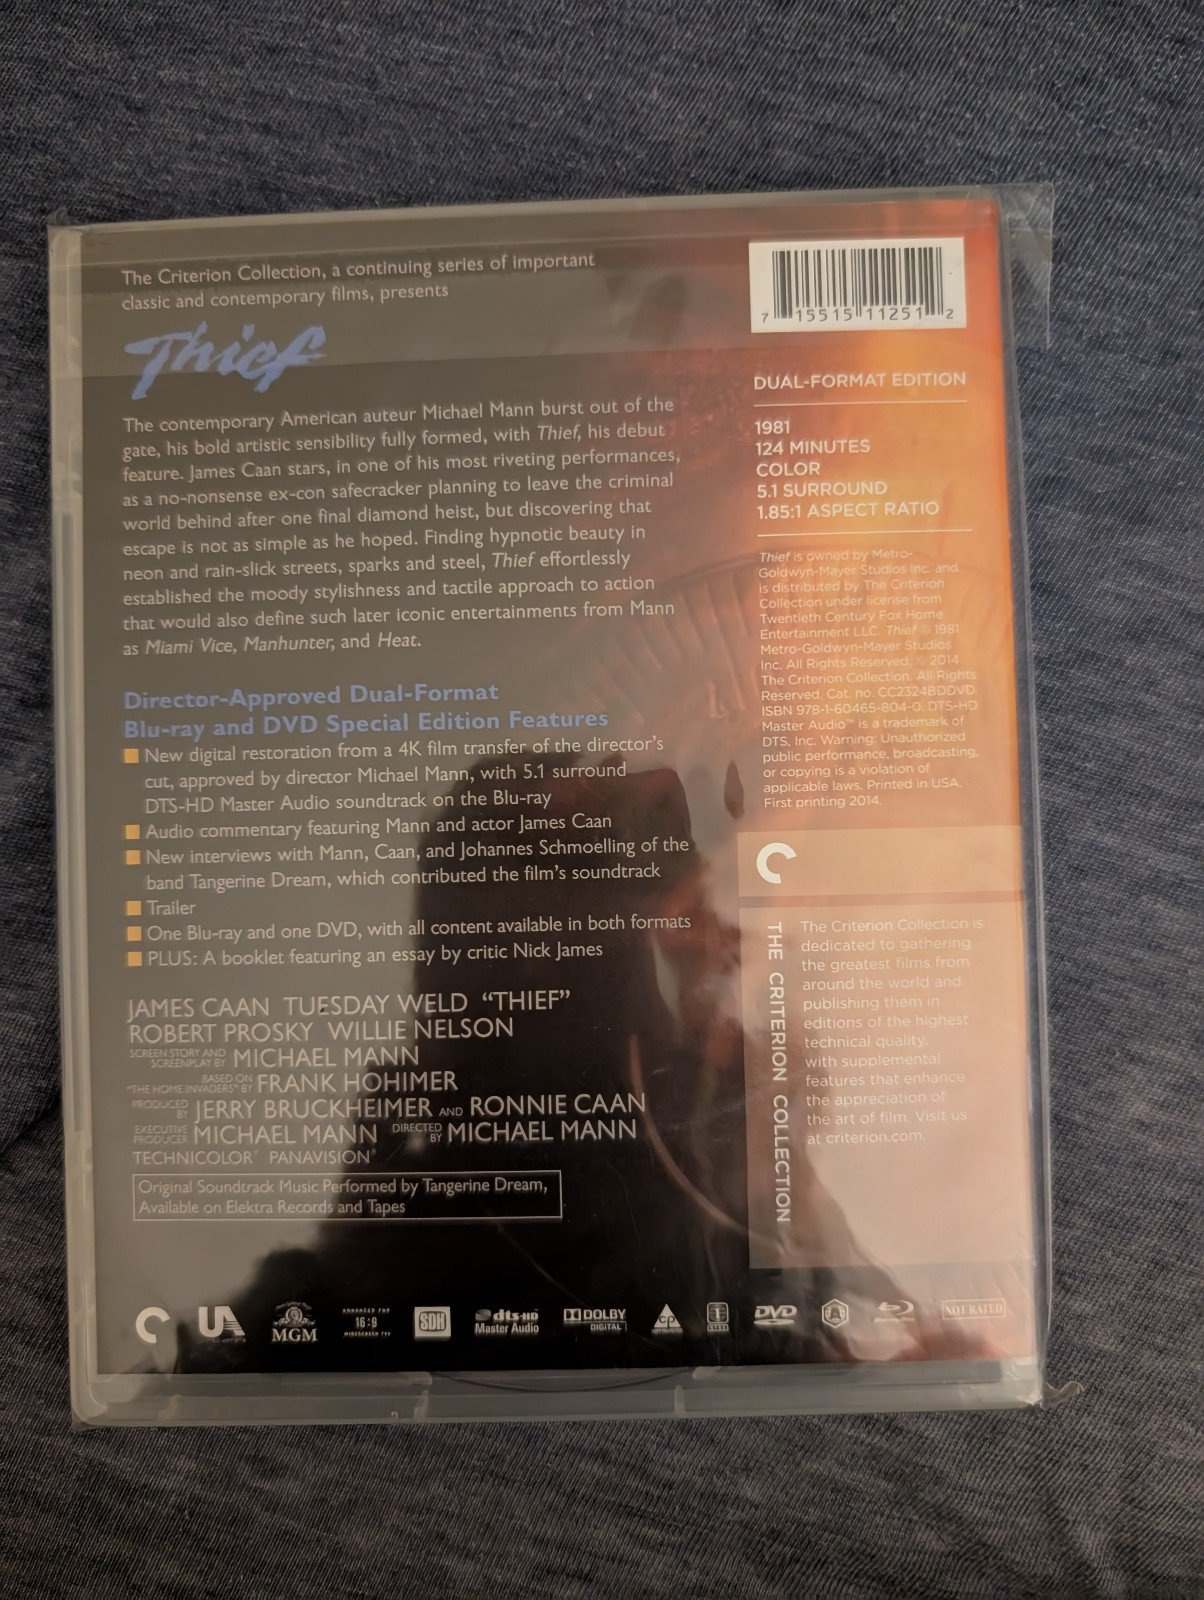 The Criterion Collection, a continuing series of important
classic and contemporary films, presents
Thief
The contemporary American auteur Michael Mann burst out of the
gate, his bold artistic sensibility fully formed, with Thief, his debut
feature. James Caan stars, in one of his most riveting performances,
as a no-nonsense ex-con safecracker planning to leave the criminal
world behind after one final diamond heist, but discovering that
escape is not as simple as he hoped. Finding hypnotic beauty in
neon and rain-slick streets, sparks and steel, Thief effortlessly
established the moody stylishness and tactile approach to action
that would also define such later iconic entertainments from Mann
as Miami Vice, Manhunter, and Heat.
Director-Approved Dual-Format
Blu-ray and DVD Special Edition Features
New digital restoration from a 4K film transfer of the director's
cut, approved by director Michael Mann, with 5.1 surround
DTS-HD Master Audio soundtrack on the Blu-ray
Audio commentary featuring Mann and actor James Caan
New interviews with Mann, Caan, and Johannes Schmoelling of the
band Tangerine Dream, which contributed the film's soundtrack
Trailer
One Blu-ray and one DVD, with all content available in both formats
PLUS: A booklet featuring an essay by critic Nick James
JAMES CAAN TUESDAY WELD "THIEF"
ROBERT PROSKY WILLIE NELSON
SCREEN STORY AND SCREENPLAY BY MICHAEL MANN
BASED ON "THE HOME INVADERS" BY FRANK HOHIMER
PRODUCED BY JERRY BRUCKHEIMER AND RONNIE CAAN
EXECUTIVE PRODUCER MICHAEL MANN DIRECTED BY MICHAEL MANN
TECHNICOLOR® PANAVISION®
Original Soundtrack Music Performed by Tangerine Dream,
Available on Elektra Records and Tapes
7 15515 11251 2
DUAL-FORMAT EDITION
1981
124 MINUTES
COLOR
5.1 SURROUND
1.85:1 ASPECT RATIO
Thief is owned by Metro-
Goldwyn-Mayer Studios Inc. and
is distributed by The Criterion
Collection under license from
Twentieth Century Fox Home
Entertainment LLC. Thief © 1981
Metro-Goldwyn-Mayer Studios
Inc. All Rights Reserved. © 2014
The Criterion Collection. All Rights
Reserved. Cat. no. CC2324BDDVD.
ISBN 978-1-60465-804-0. DTS-HD
Master Audio™ is a trademark of
DTS, Inc. Warning: Unauthorized
public performance, broadcasting,
or copying is a violation of
applicable laws. Printed in USA.
First printing 2014.
THE CRITERION COLLECTION
The Criterion Collection is
dedicated to gathering
the greatest films from
around the world and
publishing them in
editions of the highest
technical quality,
with supplemental
features that enhance
the appreciation of
the art of film. Visit us
at criterion.com.
UA MGM ENHANCED FOR 16:9 WIDESCREEN TVS SDH dts-HD Master Audio DOLBY DIGITAL cp 1 NTSC DVD A Blu-ray Disc NOT RATED